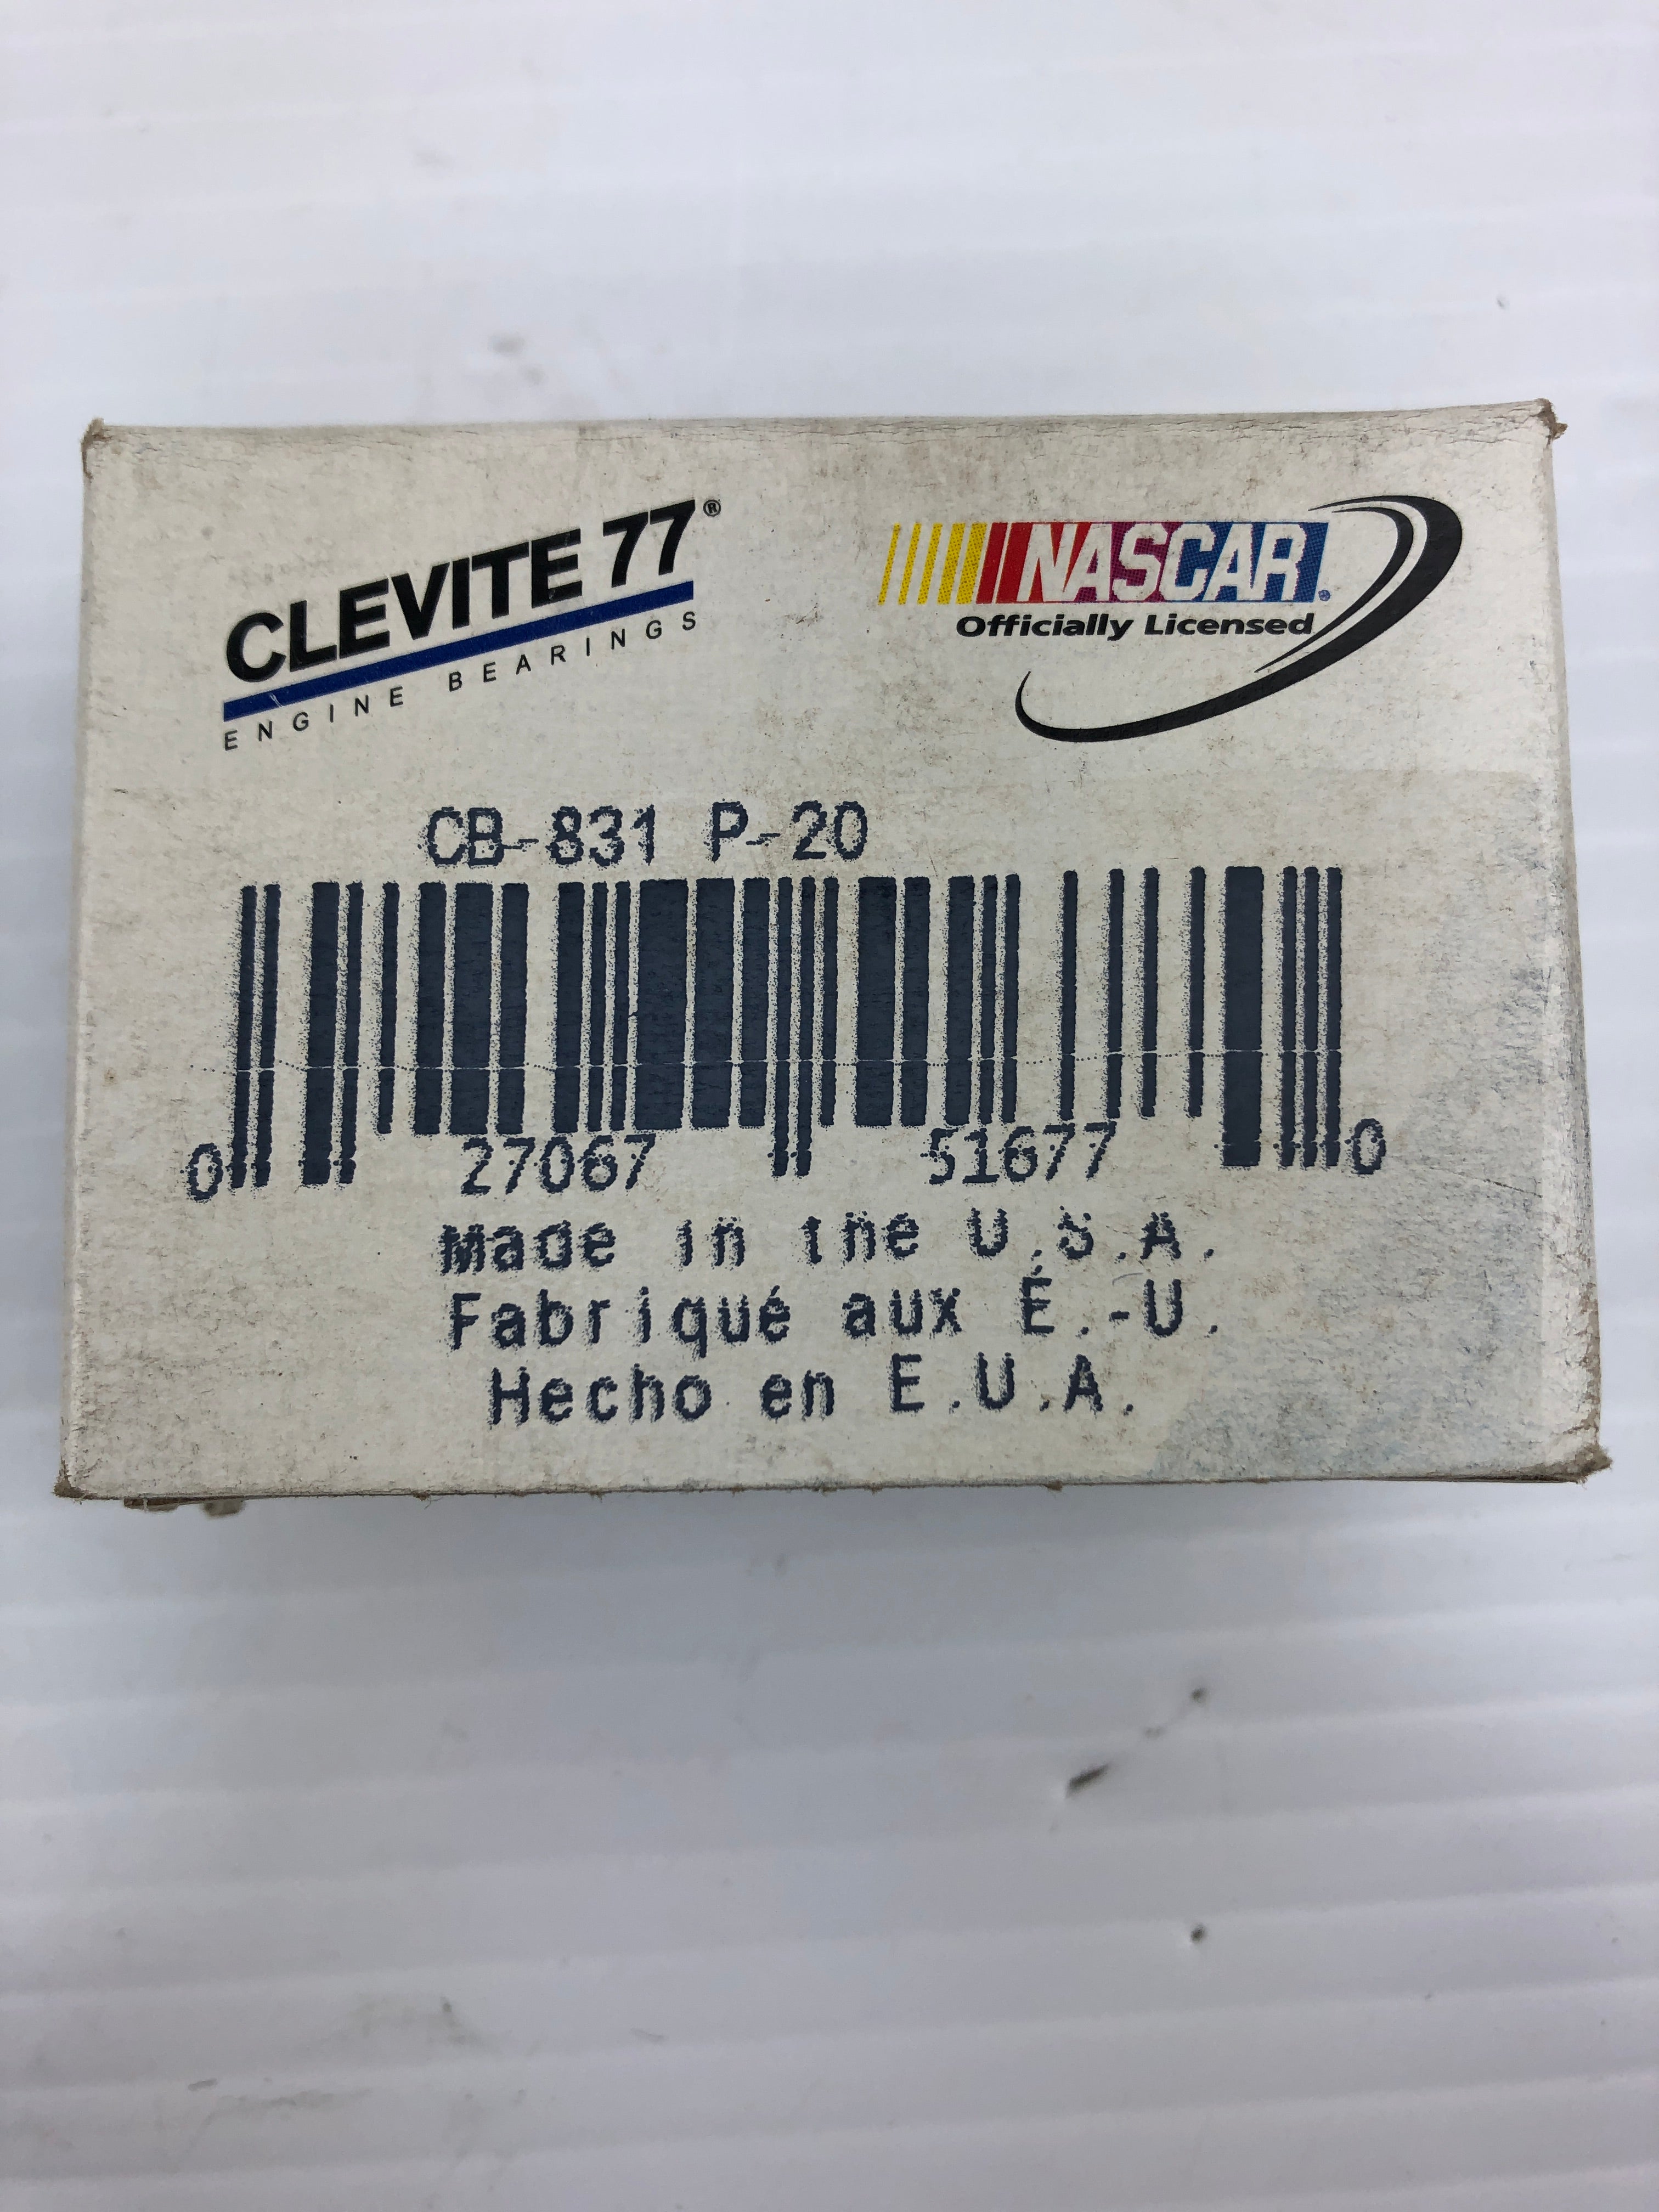 CLEVITE 77®
ENGINE BEARINGS
NASCAR®
Officially Licensed
CB-831 P-20
0 27067 51677 0
Made in the U.S.A.
Fabriqué aux É.-U.
Hecho en E.U.A.